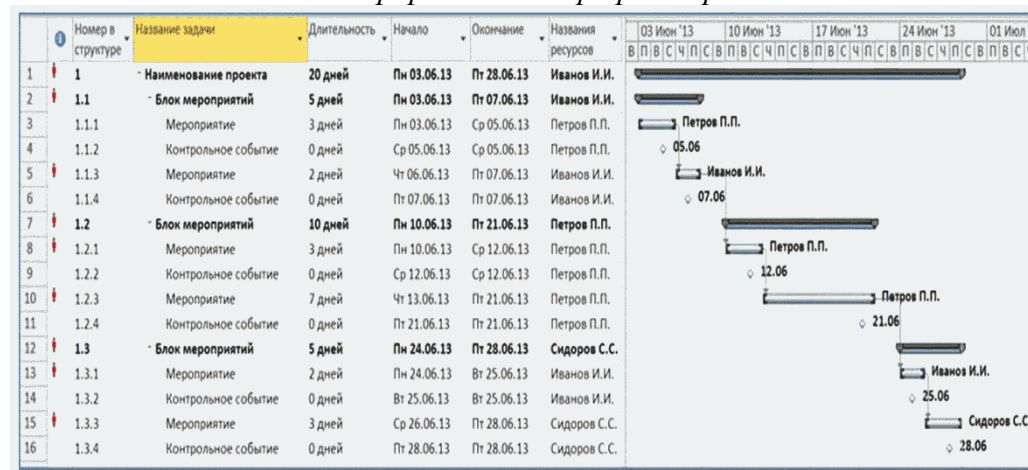 Номер в структуре Название задачи Длительность Начало Окончание Названия ресурсов 03 Июн '13 10 Июн '13 17 Июн '13 24 Июн '13 01 Июл
В П В С Ч П С В П В С Ч П С В П В С Ч П С В П В С Ч П С В П В С Ч
1 1 - Наименование проекта 20 дней Пн 03.06.13 Пт 28.06.13 Иванов И.И.
2 1.1 - Блок мероприятий 5 дней Пн 03.06.13 Пт 07.06.13 Иванов И.И.
3 1.1.1 Мероприятие 3 дней Пн 03.06.13 Ср 05.06.13 Петров П.П. Петров П.П.
4 1.1.2 Контрольное событие 0 дней Ср 05.06.13 Ср 05.06.13 Петров П.П. 05.06
5 1.1.3 Мероприятие 2 дней Чт 06.06.13 Пт 07.06.13 Иванов И.И. Иванов И.И.
6 1.1.4 Контрольное событие 0 дней Пт 07.06.13 Пт 07.06.13 Иванов И.И. 07.06
7 1.2 - Блок мероприятий 10 дней Пн 10.06.13 Пт 21.06.13 Петров П.П.
8 1.2.1 Мероприятие 3 дней Пн 10.06.13 Ср 12.06.13 Петров П.П. Петров П.П.
9 1.2.2 Контрольное событие 0 дней Ср 12.06.13 Ср 12.06.13 Петров П.П. 12.06
10 1.2.3 Мероприятие 7 дней Чт 13.06.13 Пт 21.06.13 Петров П.П. Петров П.П.
11 1.2.4 Контрольное событие 0 дней Пт 21.06.13 Пт 21.06.13 Петров П.П. 21.06
12 1.3 - Блок мероприятий 5 дней Пн 24.06.13 Пт 28.06.13 Сидоров С.С.
13 1.3.1 Мероприятие 2 дней Пн 24.06.13 Вт 25.06.13 Иванов И.И. Иванов И.И.
14 1.3.2 Контрольное событие 0 дней Вт 25.06.13 Вт 25.06.13 Иванов И.И. 25.06
15 1.3.3 Мероприятие 3 дней Ср 26.06.13 Пт 28.06.13 Сидоров С.С. Сидоров С.С
16 1.3.4 Контрольное событие 0 дней Пт 28.06.13 Пт 28.06.13 Сидоров С.С. 28.06